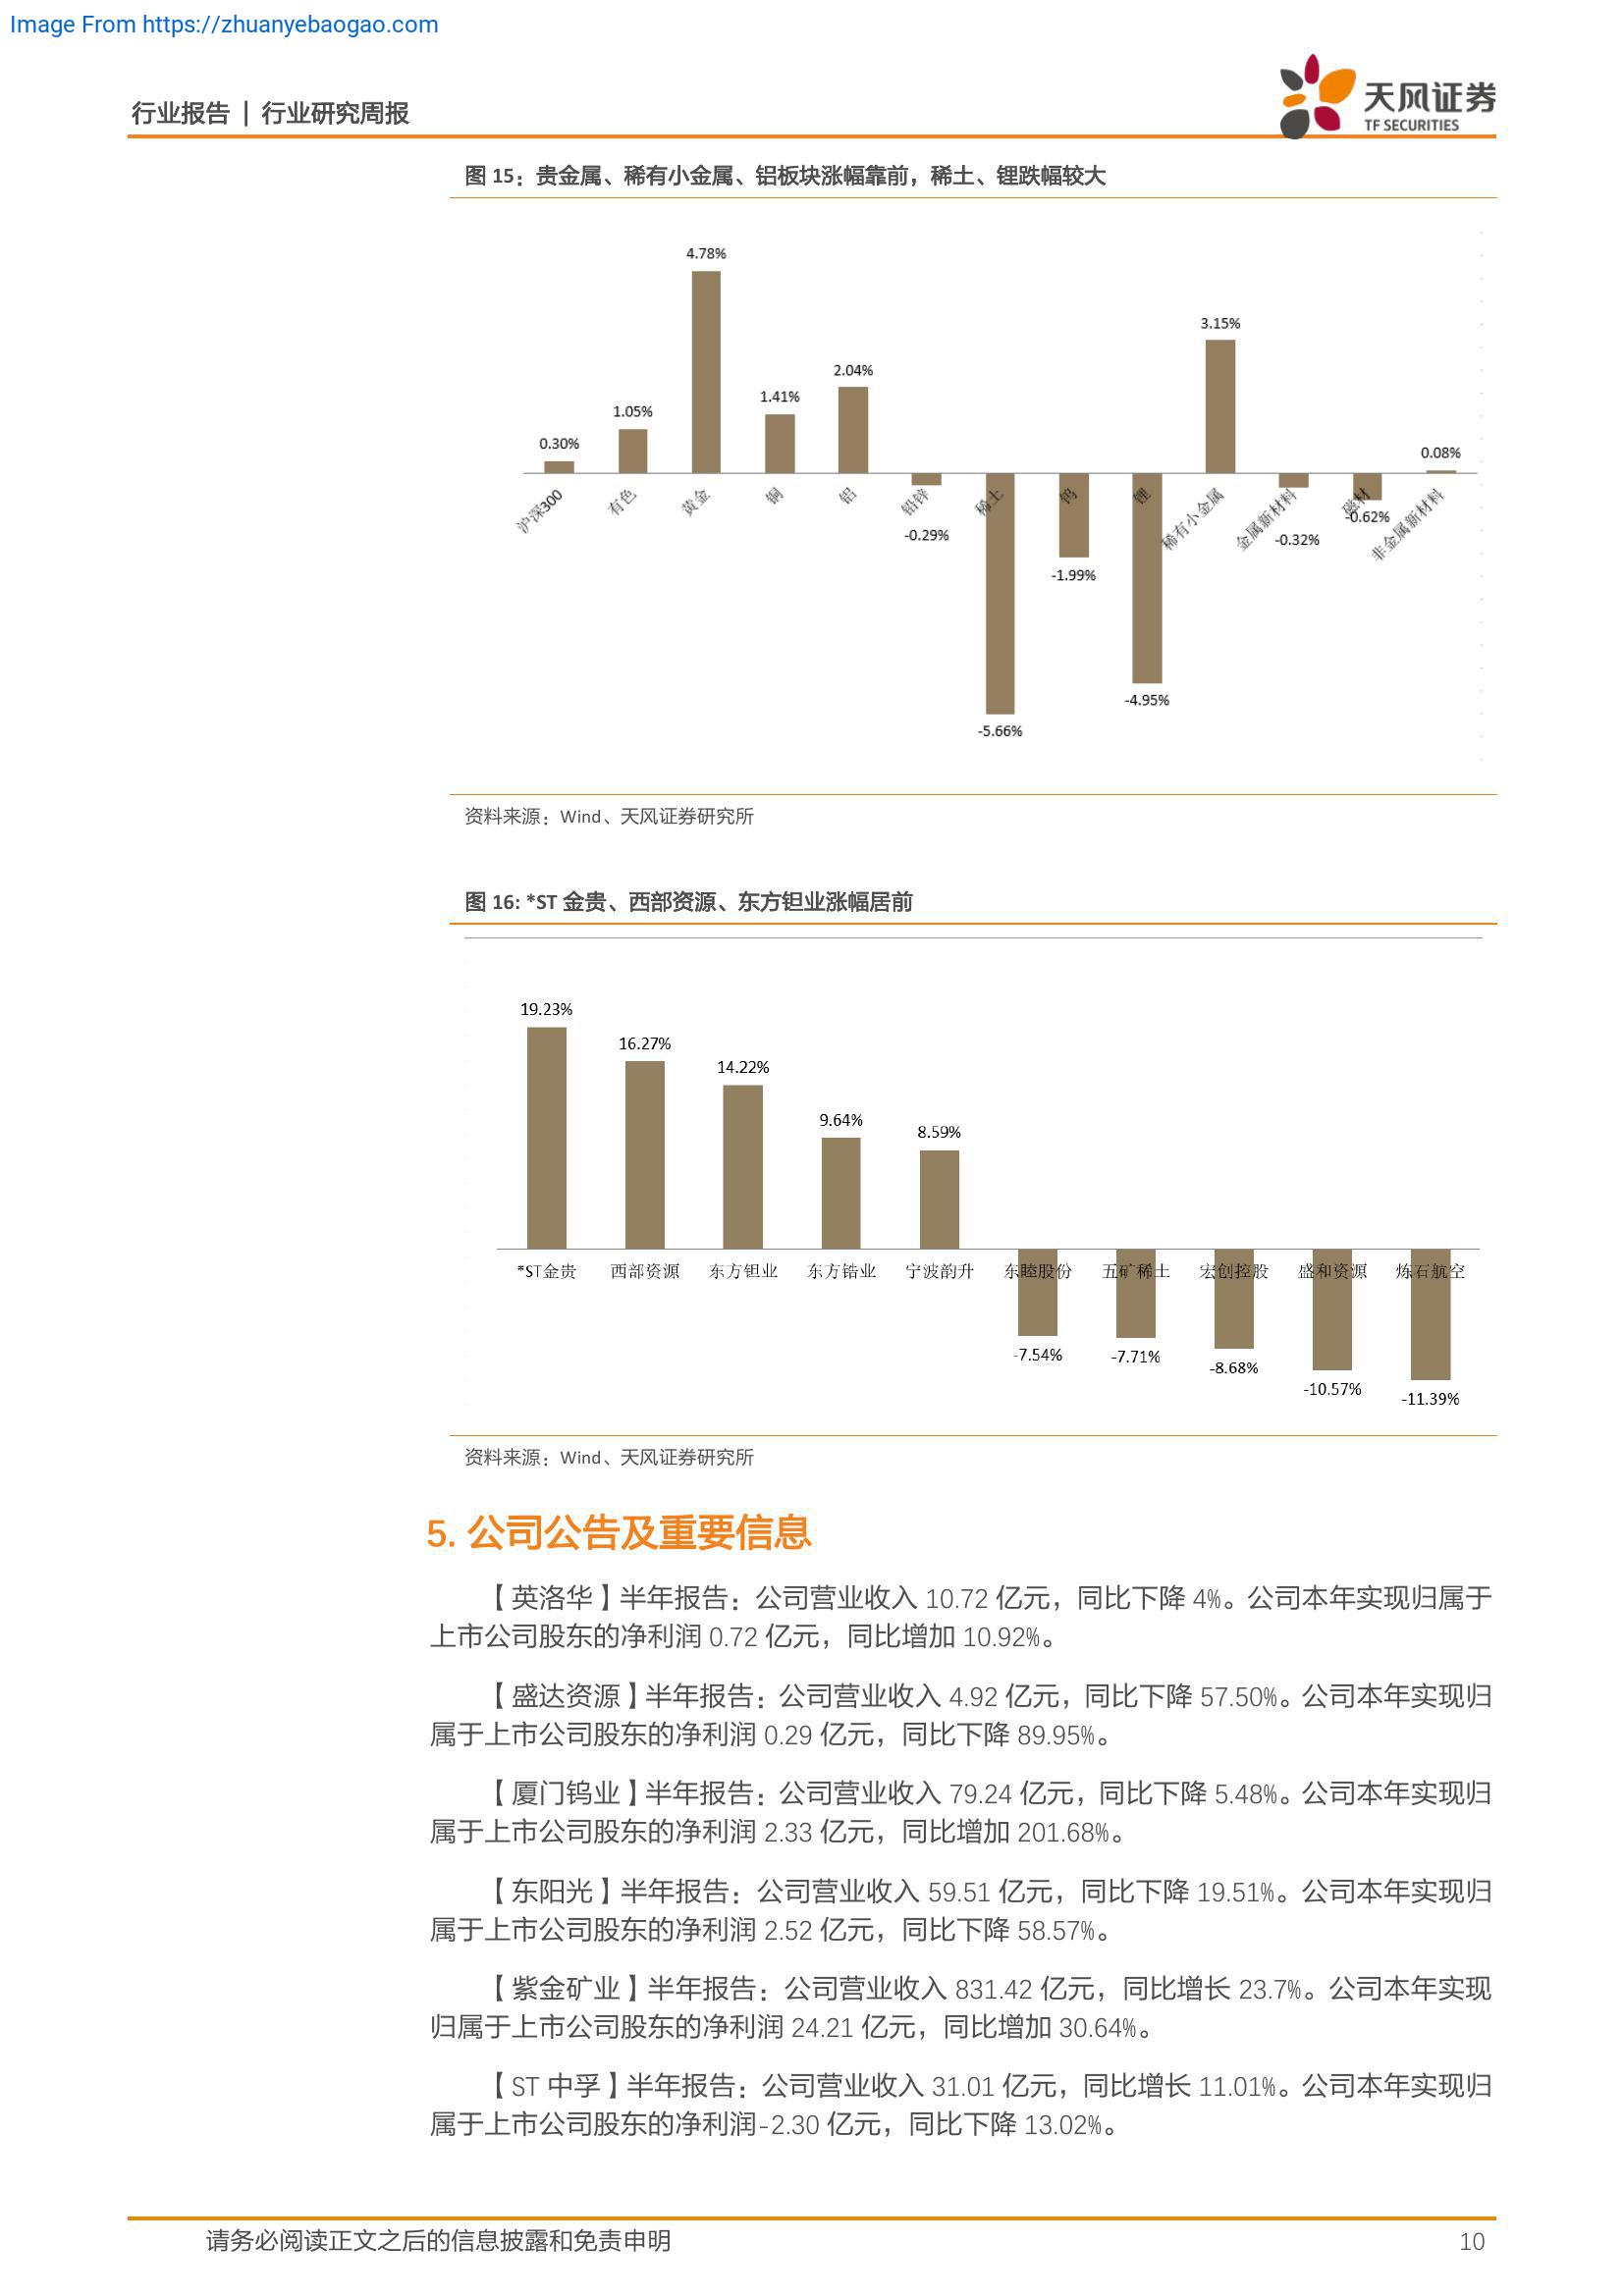 Image From https://zhuanyebaogao.com
行业报告 | 行业研究周报
天风证券
TF SECURITIES
图 15：贵金属、稀有小金属、铝板块涨幅靠前，稀土、锂跌幅较大
4.78%
3.15%
2.04%
1.41%
1.05%
0.30%
0.08%
沪深300
有色
黄金
铜
铝
铅锌
稀土
钨
锂
稀有小金属
金属新材料
磁材
非金属新材料
-0.29%
-5.66%
-1.99%
-4.95%
-0.32%
-0.62%
资料来源：Wind、天风证券研究所
图 16: *ST 金贵、西部资源、东方钽业涨幅居前
19.23%
16.27%
14.22%
9.64%
8.59%
*ST金贵 西部资源 东方钽业 东方锆业 宁波韵升 东睦股份 五矿稀土 宏创控股 盛和资源 炼石航空
-7.54%
-7.71%
-8.68%
-10.57%
-11.39%
资料来源：Wind、天风证券研究所
5. 公司公告及重要信息
【英洛华】半年报告：公司营业收入 10.72 亿元，同比下降 4%。公司本年实现归属于
上市公司股东的净利润 0.72 亿元，同比增加 10.92%。
【盛达资源】半年报告：公司营业收入 4.92 亿元，同比下降 57.50%。公司本年实现归
属于上市公司股东的净利润 0.29 亿元，同比下降 89.95%。
【厦门钨业】半年报告：公司营业收入 79.24 亿元，同比下降 5.48%。公司本年实现归
属于上市公司股东的净利润 2.33 亿元，同比增加 201.68%。
【东阳光】半年报告：公司营业收入 59.51 亿元，同比下降 19.51%。公司本年实现归
属于上市公司股东的净利润 2.52 亿元，同比下降 58.57%。
【紫金矿业】半年报告：公司营业收入 831.42 亿元，同比增长 23.7%。公司本年实现
归属于上市公司股东的净利润 24.21 亿元，同比增加 30.64%。
【ST 中孚】半年报告：公司营业收入 31.01 亿元，同比增长 11.01%。公司本年实现归
属于上市公司股东的净利润-2.30 亿元，同比下降 13.02%。
请务必阅读正文之后的信息披露和免责申明
10